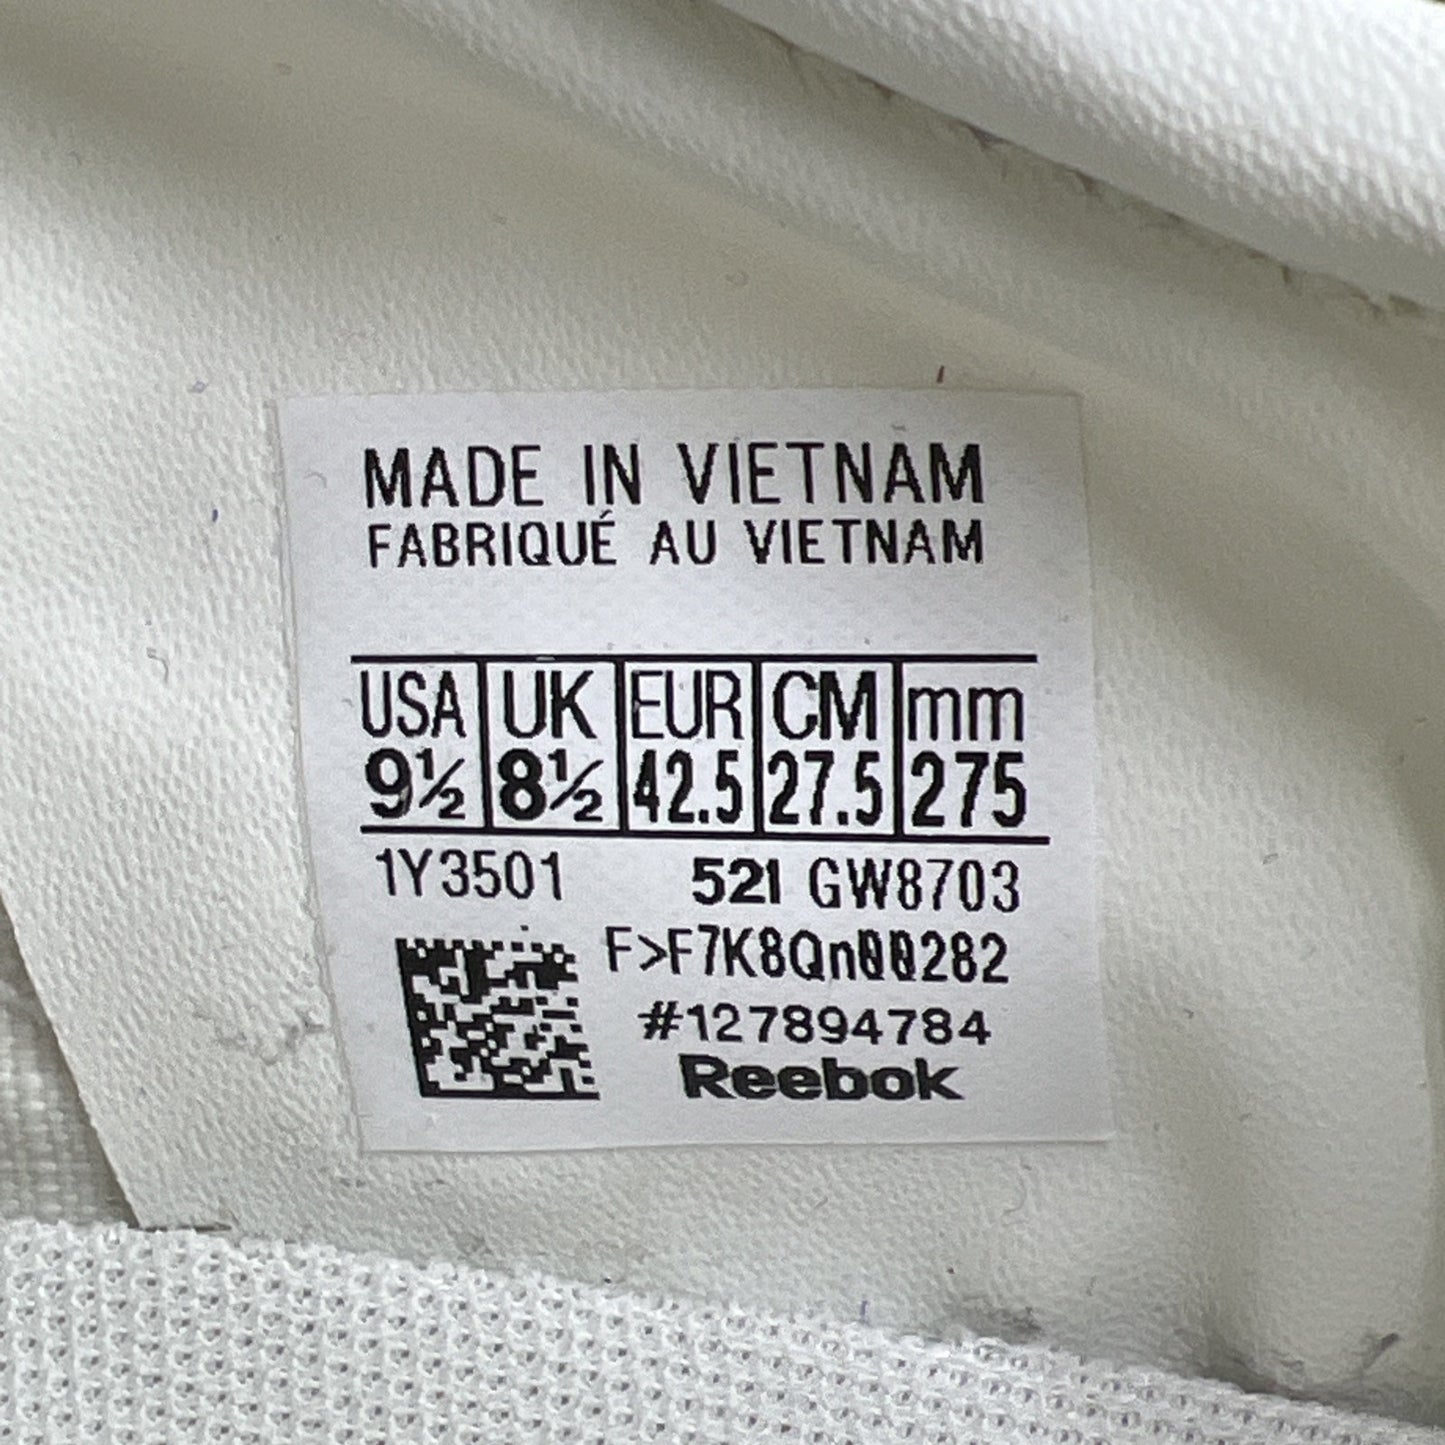 MADE IN VIETNAM
FABRIQUÉ AU VIETNAM
USA UK EUR CM mm
9½ 8½ 42.5 27.5 275
1Y3501 521 GW8703
F>F7K8Qn00282
#127894784
Reebok